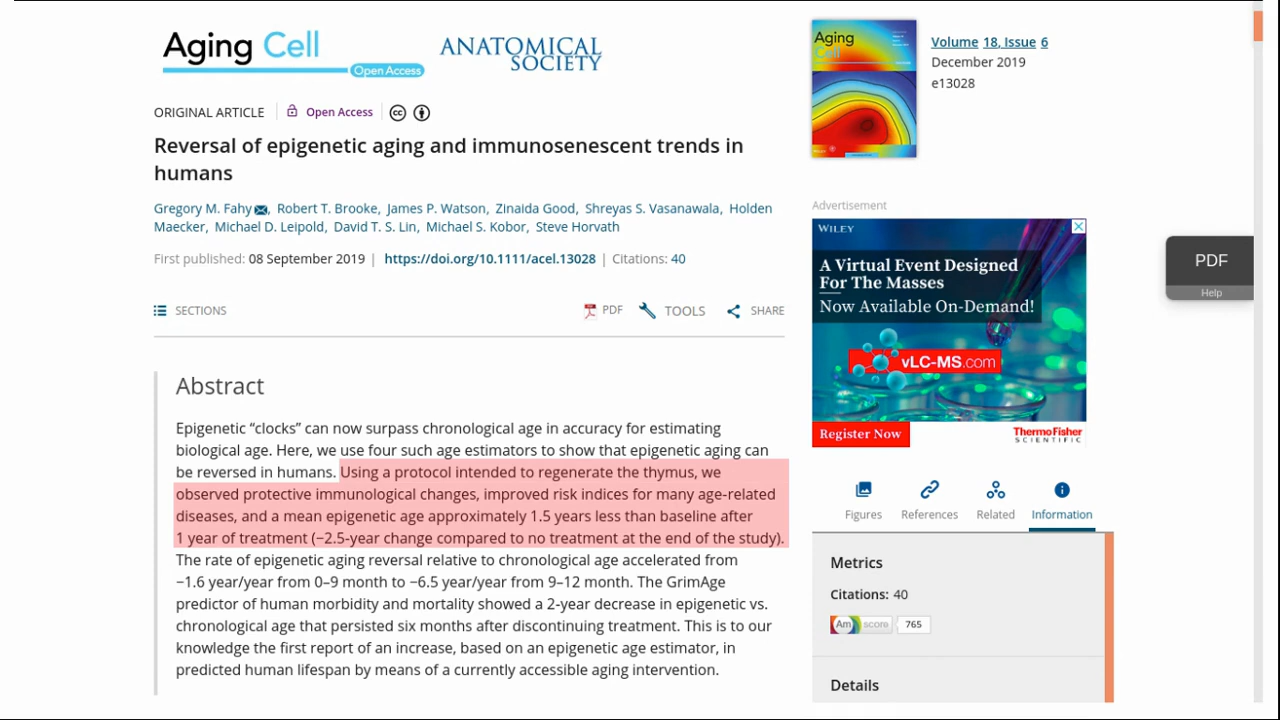 Aging Cell
Open Access
ANATOMICAL
SOCIETY
ORIGINAL ARTICLE
Open Access
Reversal of epigenetic aging and immunosenescent trends in
humans
Gregory M. Fahy, Robert T. Brooke, James P. Watson, Zinaida Good, Shreyas S. Vasanawala, Holden
Maecker, Michael D. Leipold, David T. S. Lin, Michael S. Kobor, Steve Horvath
First published: 08 September 2019 | https://doi.org/10.1111/acel.13028 | Citations: 40
SECTIONS
PDF
TOOLS
SHARE
Abstract
Epigenetic “clocks” can now surpass chronological age in accuracy for estimating
biological age. Here, we use four such age estimators to show that epigenetic aging can
be reversed in humans. Using a protocol intended to regenerate the thymus, we
observed protective immunological changes, improved risk indices for many age-related
diseases, and a mean epigenetic age approximately 1.5 years less than baseline after
1 year of treatment (−2.5-year change compared to no treatment at the end of the study).
The rate of epigenetic aging reversal relative to chronological age accelerated from
−1.6 year/year from 0–9 month to −6.5 year/year from 9–12 month. The GrimAge
predictor of human morbidity and mortality showed a 2-year decrease in epigenetic vs.
chronological age that persisted six months after discontinuing treatment. This is to our
knowledge the first report of an increase, based on an epigenetic age estimator, in
predicted human lifespan by means of a currently accessible aging intervention.
Aging
Cell
Volume 18, Issue 6
December 2019
e13028
Advertisement
WILEY
A Virtual Event Designed
For The Masses
Now Available On-Demand!
vLC-MS.com
Register Now
ThermoFisher
SCIENTIFIC
PDF
Help
Figures
References
Related
Information
Metrics
Citations: 40
Am score 765
Details